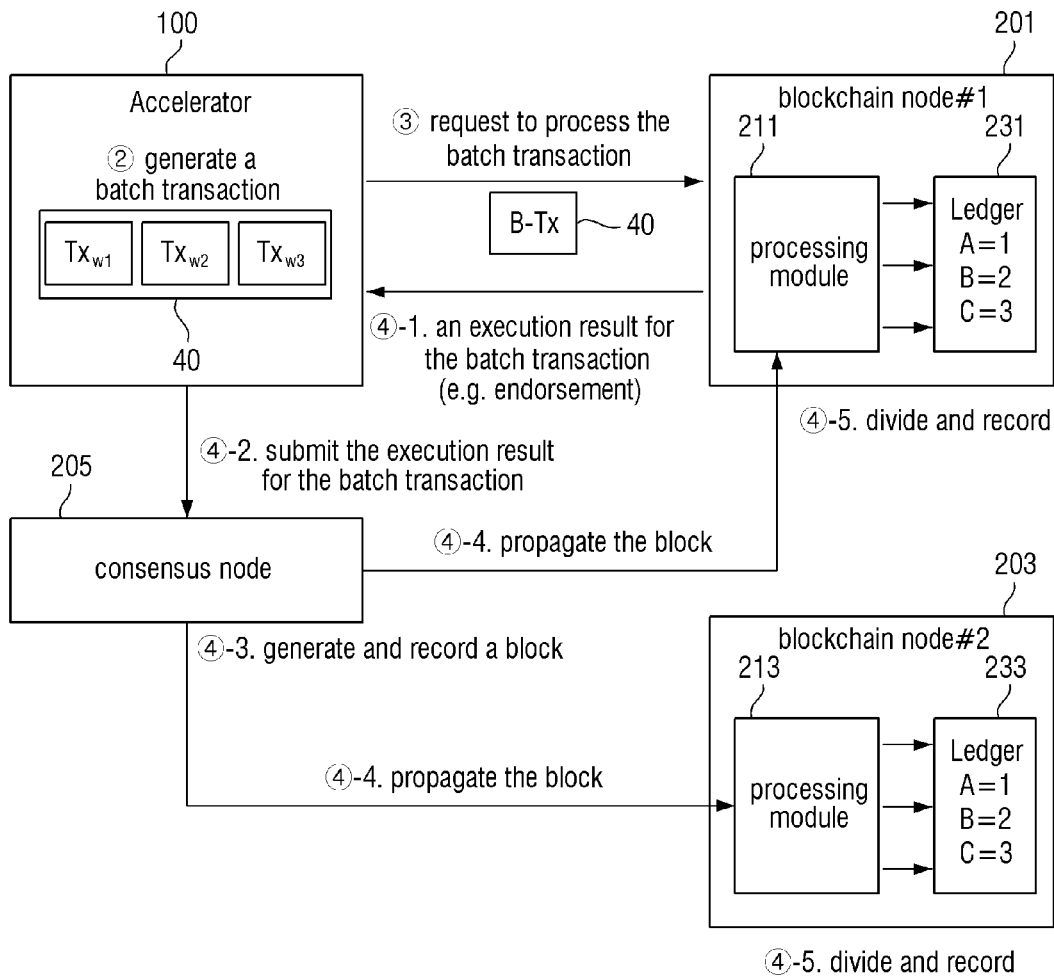 100
Accelerator
② generate a
batch transaction
Tx_w1 Tx_w2 Tx_w3
40
③ request to process the
batch transaction
B-Tx 40
④-1. an execution result for
the batch transaction
(e.g. endorsement)
201
blockchain node#1
211 231
processing
module
Ledger
A=1
B=2
C=3
④-5. divide and record
④-2. submit the execution result
for the batch transaction
205
consensus node
④-4. propagate the block
④-3. generate and record a block
203
blockchain node#2
213 233
④-4. propagate the block
processing
module
Ledger
A=1
B=2
C=3
④-5. divide and record